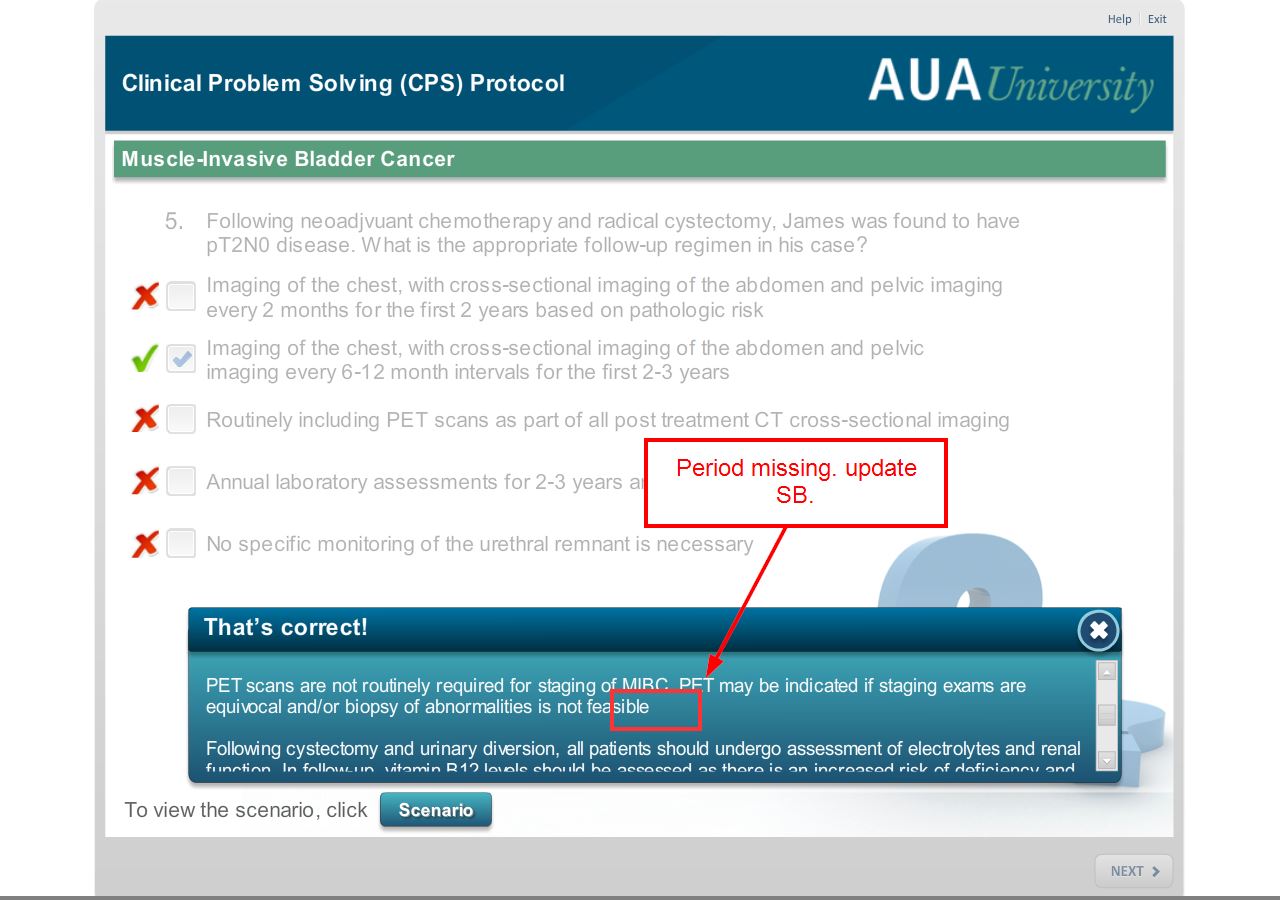 Help Exit
Clinical Problem Solving (CPS) Protocol
AUA University
Muscle-Invasive Bladder Cancer
5. Following neoadjvuant chemotherapy and radical cystectomy, James was found to have
pT2N0 disease. What is the appropriate follow-up regimen in his case?
Imaging of the chest, with cross-sectional imaging of the abdomen and pelvic imaging
every 2 months for the first 2 years based on pathologic risk
Imaging of the chest, with cross-sectional imaging of the abdomen and pelvic
imaging every 6-12 month intervals for the first 2-3 years
Routinely including PET scans as part of all post treatment CT cross-sectional imaging
Period missing. update
SB.
Annual laboratory assessments for 2-3 years
No specific monitoring of the urethral remnant is necessary
That's correct!
PET scans are not routinely required for staging of MIBC. PET may be indicated if staging exams are
equivocal and/or biopsy of abnormalities is not feasible
Following cystectomy and urinary diversion, all patients should undergo assessment of electrolytes and renal
function. In follow-up, vitamin B12 levels should be assessed as there is an increased risk of deficiency and
To view the scenario, click Scenario
NEXT